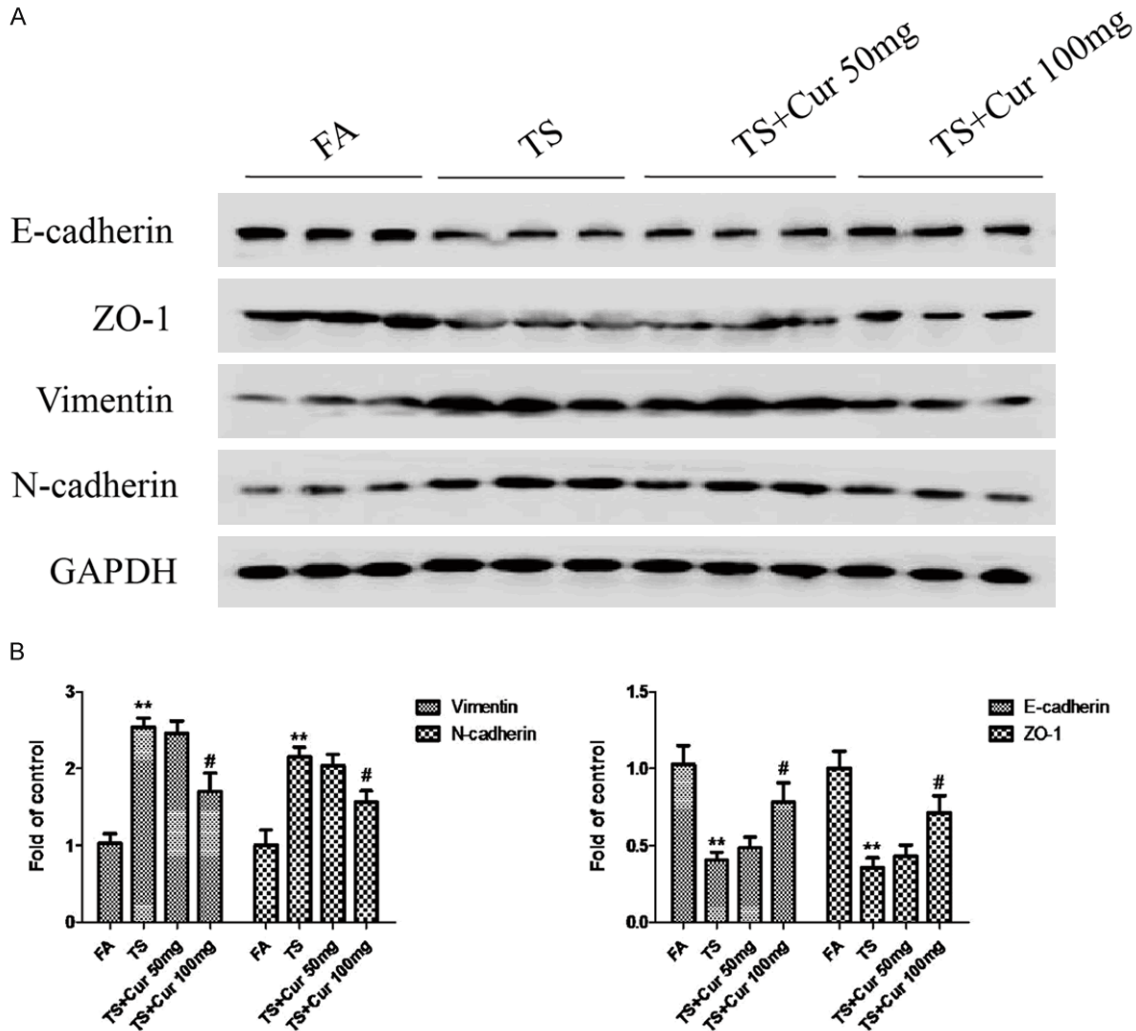 A
FA TS TS+Cur 50mg TS+Cur 100mg
E-cadherin
ZO-1
Vimentin
N-cadherin
GAPDH
B
Fold of control
3
2
1
0
** # ** #
Vimentin
N-cadherin
FA TS TS+Cur 50mg TS+Cur 100mg FA TS TS+Cur 50mg TS+Cur 100mg
Fold of control
1.5
1.0
0.5
0.0
** # ** #
E-cadherin
ZO-1
FA TS TS+Cur 50mg TS+Cur 100mg FA TS TS+Cur 50mg TS+Cur 100mg